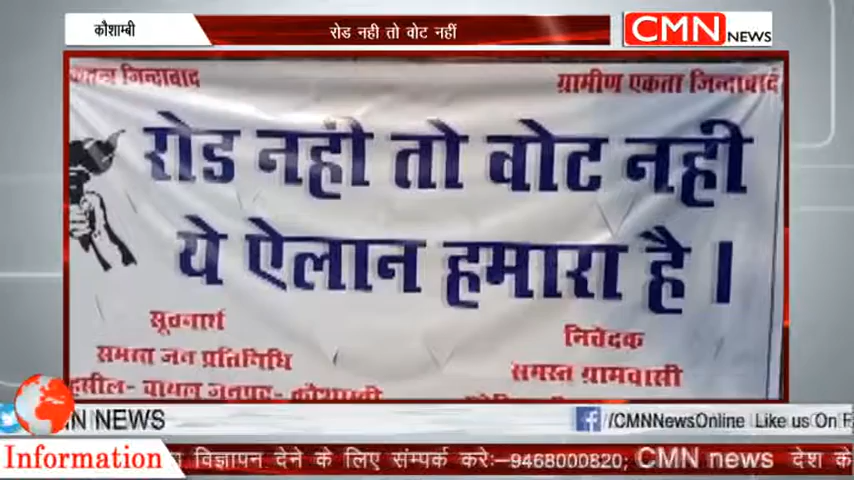 कौशाम्बी
रोड नही तो वोट नहीं
CMN NEWS
जिन्दाबाद
ग्रामीण एकता जिन्दाबाद
रोड नही तो वोट नही
ये ऐलान हमारा है।
सूचनार्थ
समस्त जन प्रतिनिधि
निवेदक
समस्त ग्रामवासी
NEWS
/CMNNewsOnline Like us On
Information
विज्ञापन देने के लिए संम्पर्क करे:-9468000820; CMN news देश के